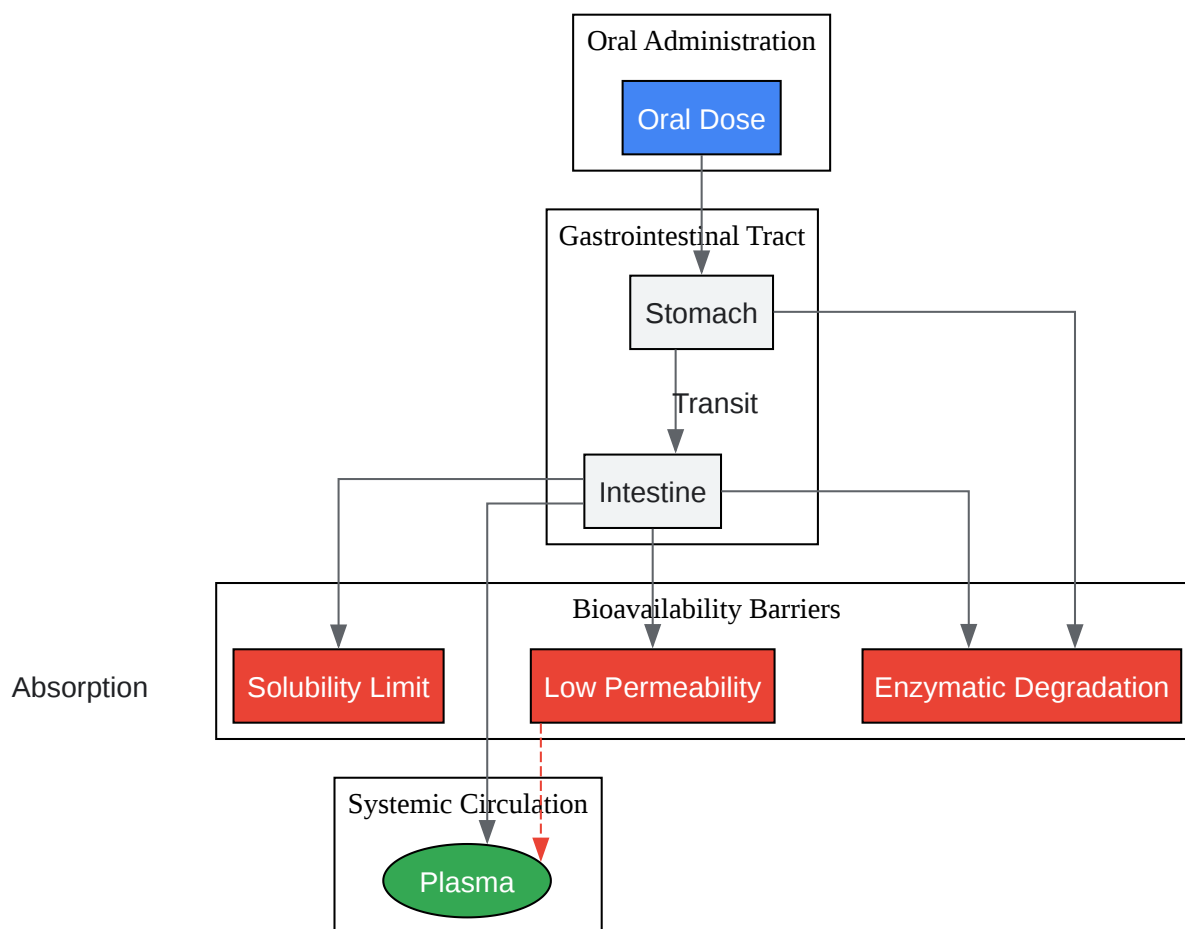 Oral Administration
Oral Dose
Gastrointestinal Tract
Stomach
Transit
Intestine
Bioavailability Barriers
Absorption
Solubility Limit
Low Permeability
Enzymatic Degradation
Systemic Circulation
Plasma